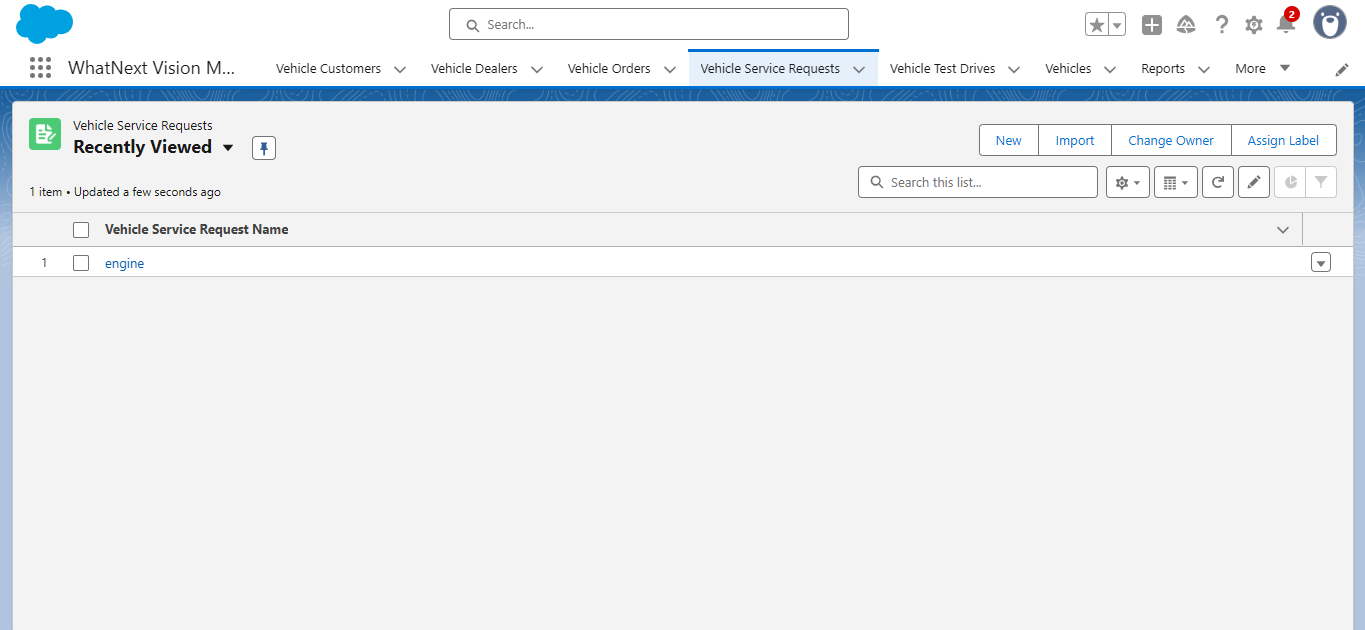 Search...
2
WhatNext Vision M...
Vehicle Customers
Vehicle Dealers
Vehicle Orders
Vehicle Service Requests
Vehicle Test Drives
Vehicles
Reports
More
Vehicle Service Requests
Recently Viewed
New
Import
Change Owner
Assign Label
1 item • Updated a few seconds ago
Search this list...
Vehicle Service Request Name
1
engine